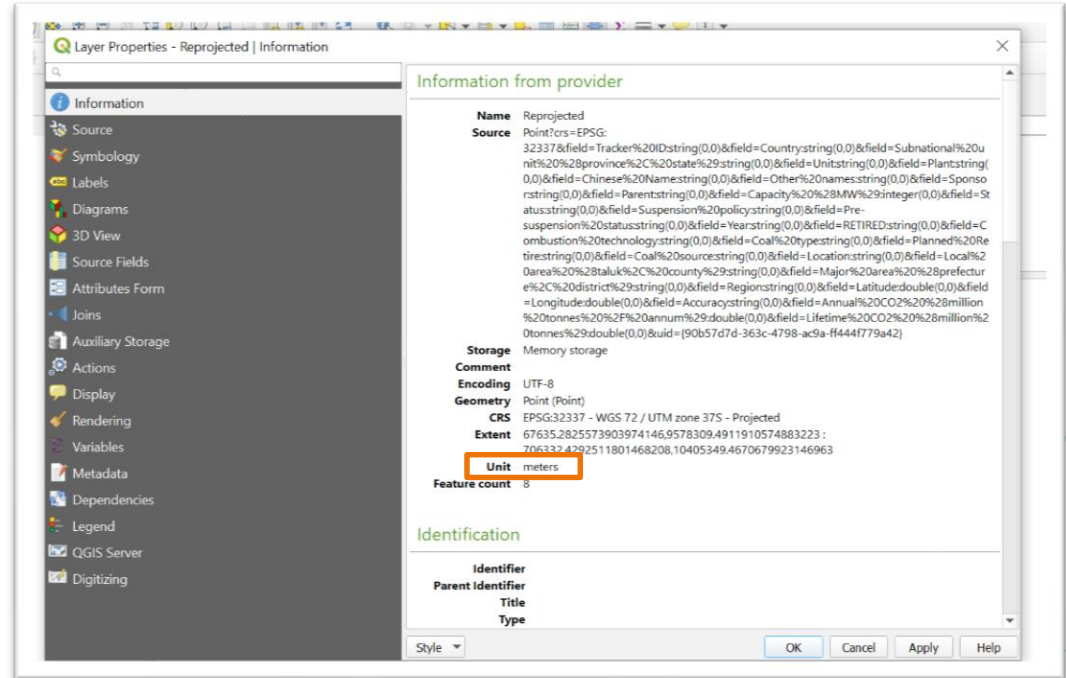 Layer Properties - Reprojected | Information
Information
Source
Symbology
Labels
Diagrams
3D View
Source Fields
Attributes Form
Joins
Auxiliary Storage
Actions
Display
Rendering
Variables
Metadata
Dependencies
Legend
QGIS Server
Digitizing
Information from provider
Name Reprojected
Source Point?crs=EPSG:
32337&field=Tracker%20ID:string(0,0)&field=Country:string(0,0)&field=Subnational%20u
nit%20%28province%2C%20state%29:string(0,0)&field=Unit:string(0,0)&field=Plant:string(
0,0)&field=Chinese%20Name:string(0,0)&field=Other%20names:string(0,0)&field=Sponso
r:string(0,0)&field=Parent:string(0,0)&field=Capacity%20%28MW%29:integer(0,0)&field=St
atus:string(0,0)&field=Suspension%20policy:string(0,0)&field=Pre-
suspension%20status:string(0,0)&field=Year:string(0,0)&field=RETIRED:string(0,0)&field=C
ombustion%20technology:string(0,0)&field=Coal%20type:string(0,0)&field=Planned%20Re
tire:string(0,0)&field=Coal%20source:string(0,0)&field=Location:string(0,0)&field=Local%2
0area%20%28taluk%2C%20county%29:string(0,0)&field=Major%20area%20%28prefectur
e%2C%20district%29:string(0,0)&field=Region:string(0,0)&field=Latitude:double(0,0)&field
=Longitude:double(0,0)&field=Accuracy:string(0,0)&field=Annual%20CO2%20%28million
%20tonnes%20%2F%20annum%29:double(0,0)&field=Lifetime%20CO2%20%28million%2
0tonnes%29:double(0,0)&uid={90b57d7d-363c-4798-ac9a-ff444f779a42}
Storage Memory storage
Comment
Encoding UTF-8
Geometry Point (Point)
CRS EPSG:32337 - WGS 72 / UTM zone 37S - Projected
Extent 67635.2825573903974146,9578309.4911910574883223 :
706332.4292511801468208,10405349.4670679923146963
Unit meters
Feature count 8
Identification
Identifier
Parent Identifier
Title
Type
Style
OK Cancel Apply Help